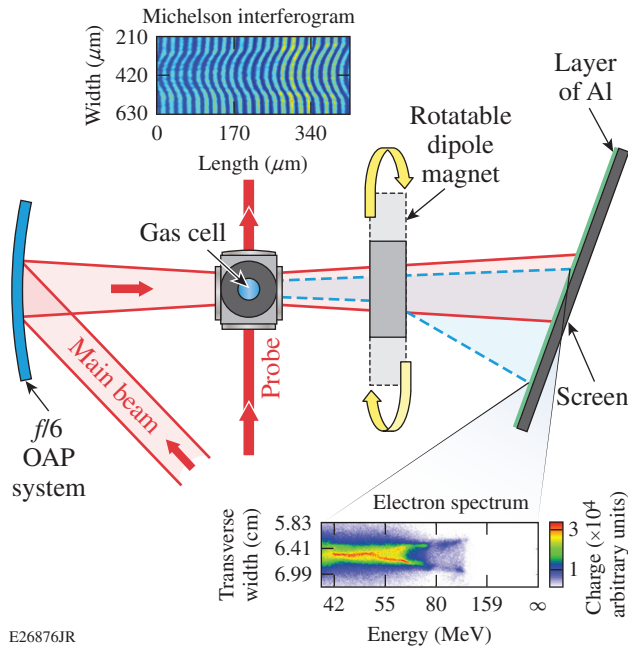 Michelson interferogram
Width (μm)
210
420
630
0
170
340
Length (μm)
Layer
of Al
Rotatable
dipole
magnet
Gas cell
Probe
Main beam
f/6
OAP
system
Screen
Electron spectrum
Transverse
width (cm)
5.83
6.41
6.99
42
55
80
159
∞
Energy (MeV)
3
1
Charge (×10⁴
arbitrary units)
E26876JR